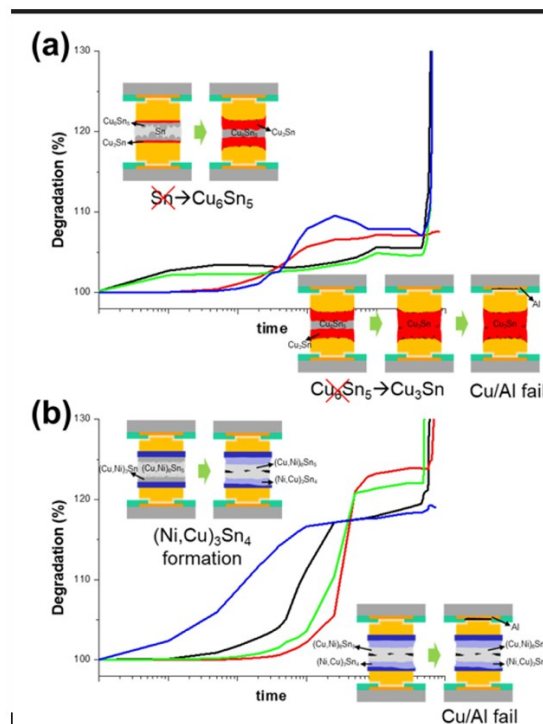 (a)
130
120
110
100
Degradation (%)
Cu6Sn5
Sn
Cu3Sn
Cu6Sn5
Cu3Sn
Sn→Cu6Sn5
time
Cu6Sn5
Cu3Sn
Cu3Sn
Cu3Sn
Al
Cu6Sn5→Cu3Sn
Cu/Al fail
(b)
130
120
110
100
Degradation (%)
(Cu,Ni)3Sn
(Cu,Ni)6Sn5
(Cu,Ni)6Sn5
(Ni,Cu)3Sn4
(Ni,Cu)3Sn4
formation
time
Al
(Cu,Ni)6Sn5
(Cu,Ni)6Sn5
(Ni,Cu)3Sn4
(Ni,Cu)3Sn4
Cu/Al fail